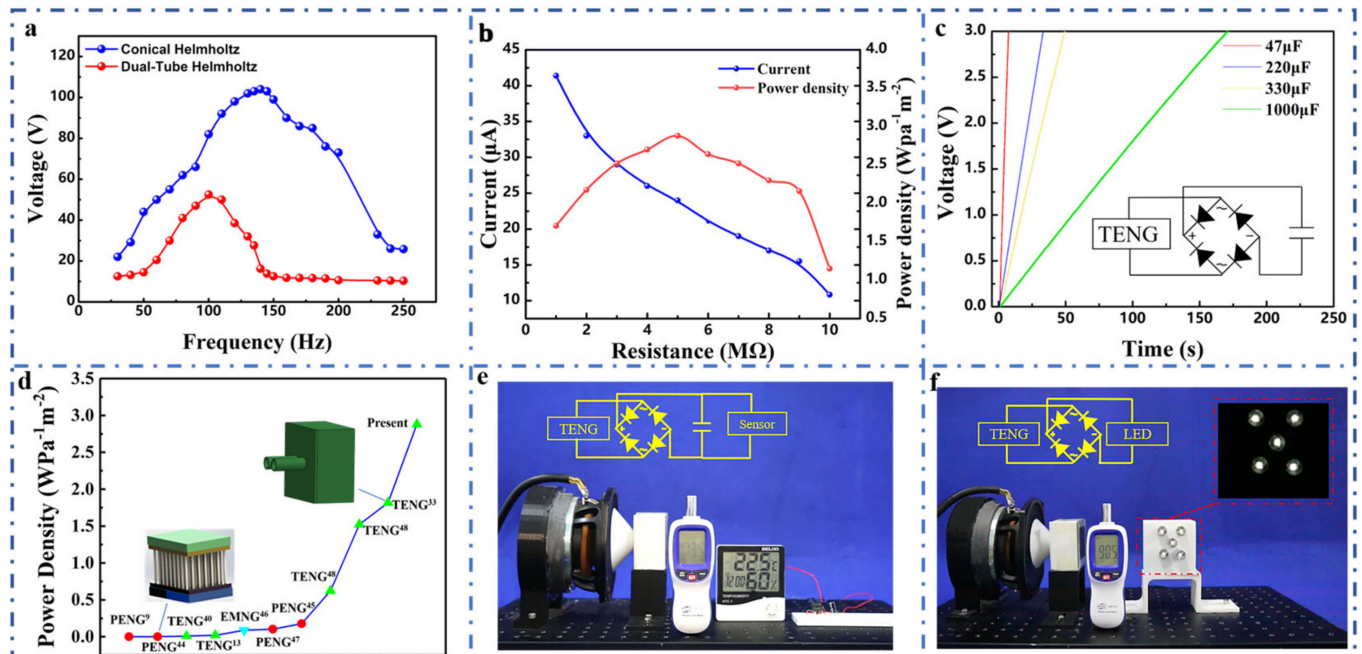 a
Conical Helmholtz
Dual-Tube Helmholtz
120
100
80
60
40
20
0
Voltage (V)
0 50 100 150 200 250
Frequency (Hz)
b
Current
Power density
45
40
35
30
25
20
15
10
Current (μA)
4.0
3.5
3.0
2.5
2.0
1.5
1.0
0.5
Power density (Wpa⁻¹m⁻²)
0 2 4 6 8 10
Resistance (MΩ)
c
47μF
220μF
330μF
1000μF
3.0
2.5
2.0
1.5
1.0
0.5
0.0
Voltage (V)
TENG
~
+ -
~
0 50 100 150 200 250
Time (s)
d
3.5
3.0
2.5
2.0
1.5
1.0
0.5
0.0
Power Density (WPa⁻¹m⁻²)
Present
TENG³³
TENG⁴⁸
TENG⁴⁸
PENG⁹
PENG⁴⁴
TENG⁴⁰
TENG¹³
EMNG⁴⁶
PENG⁴⁷
PENG⁴⁵
e
TENG
Sensor
DELIXI
22.5°C
12:00 60%
f
TENG
LED
905